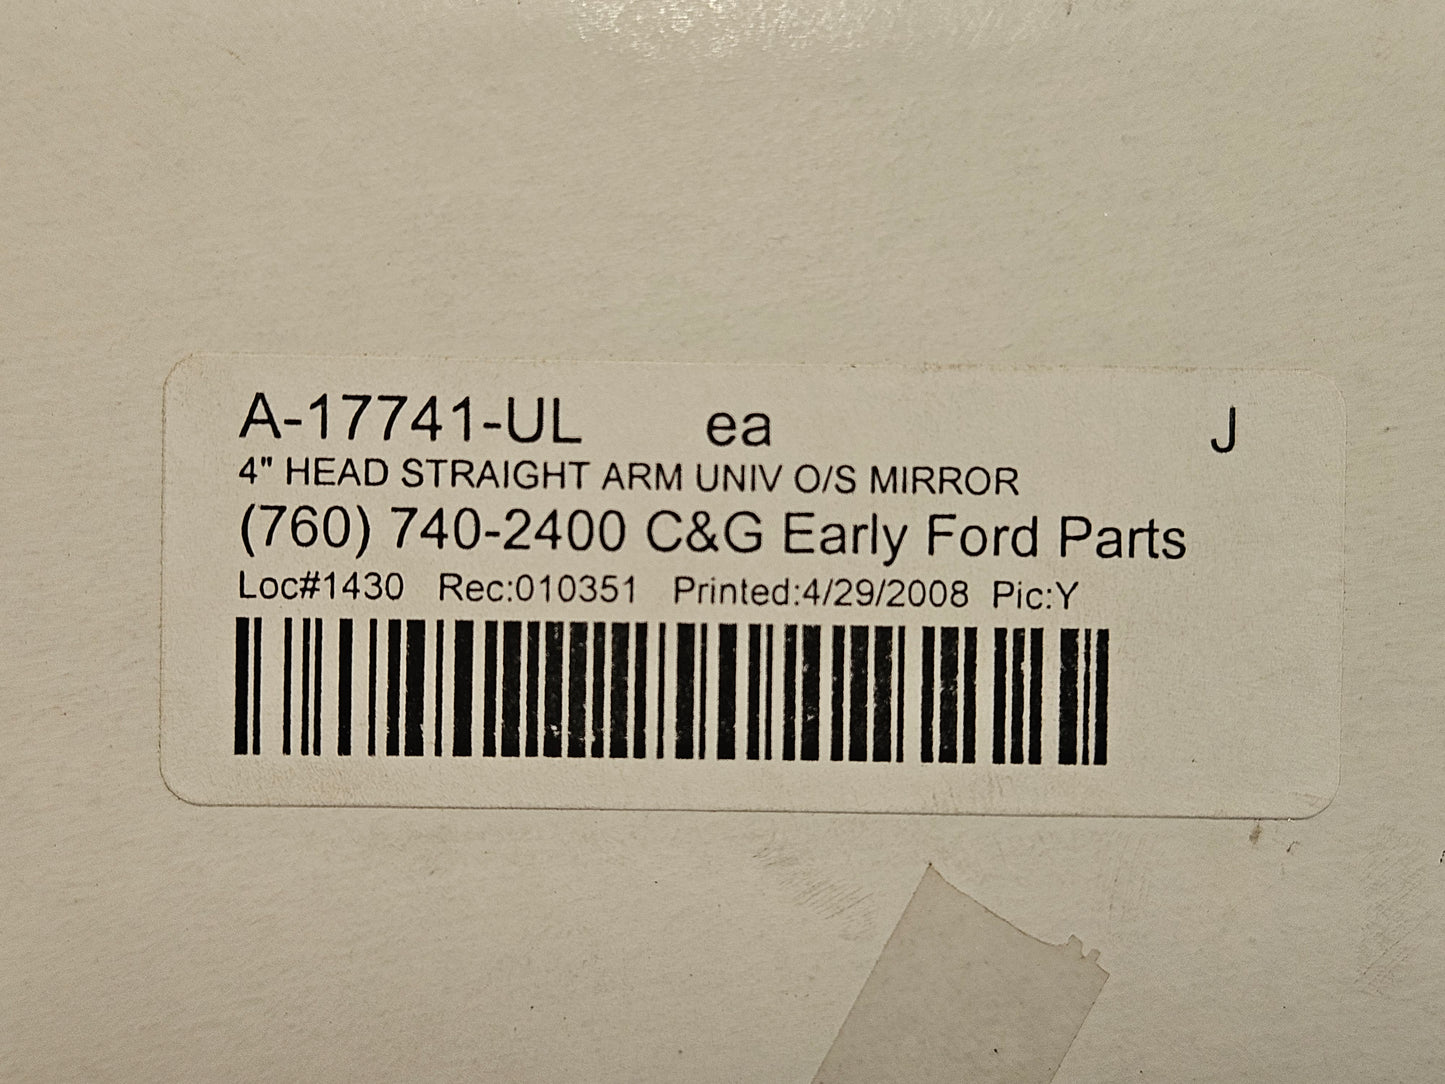 A-17741-UL ea J
4" HEAD STRAIGHT ARM UNIV O/S MIRROR
(760) 740-2400 C&G Early Ford Parts
Loc#1430 Rec:010351 Printed:4/29/2008 Pic:Y